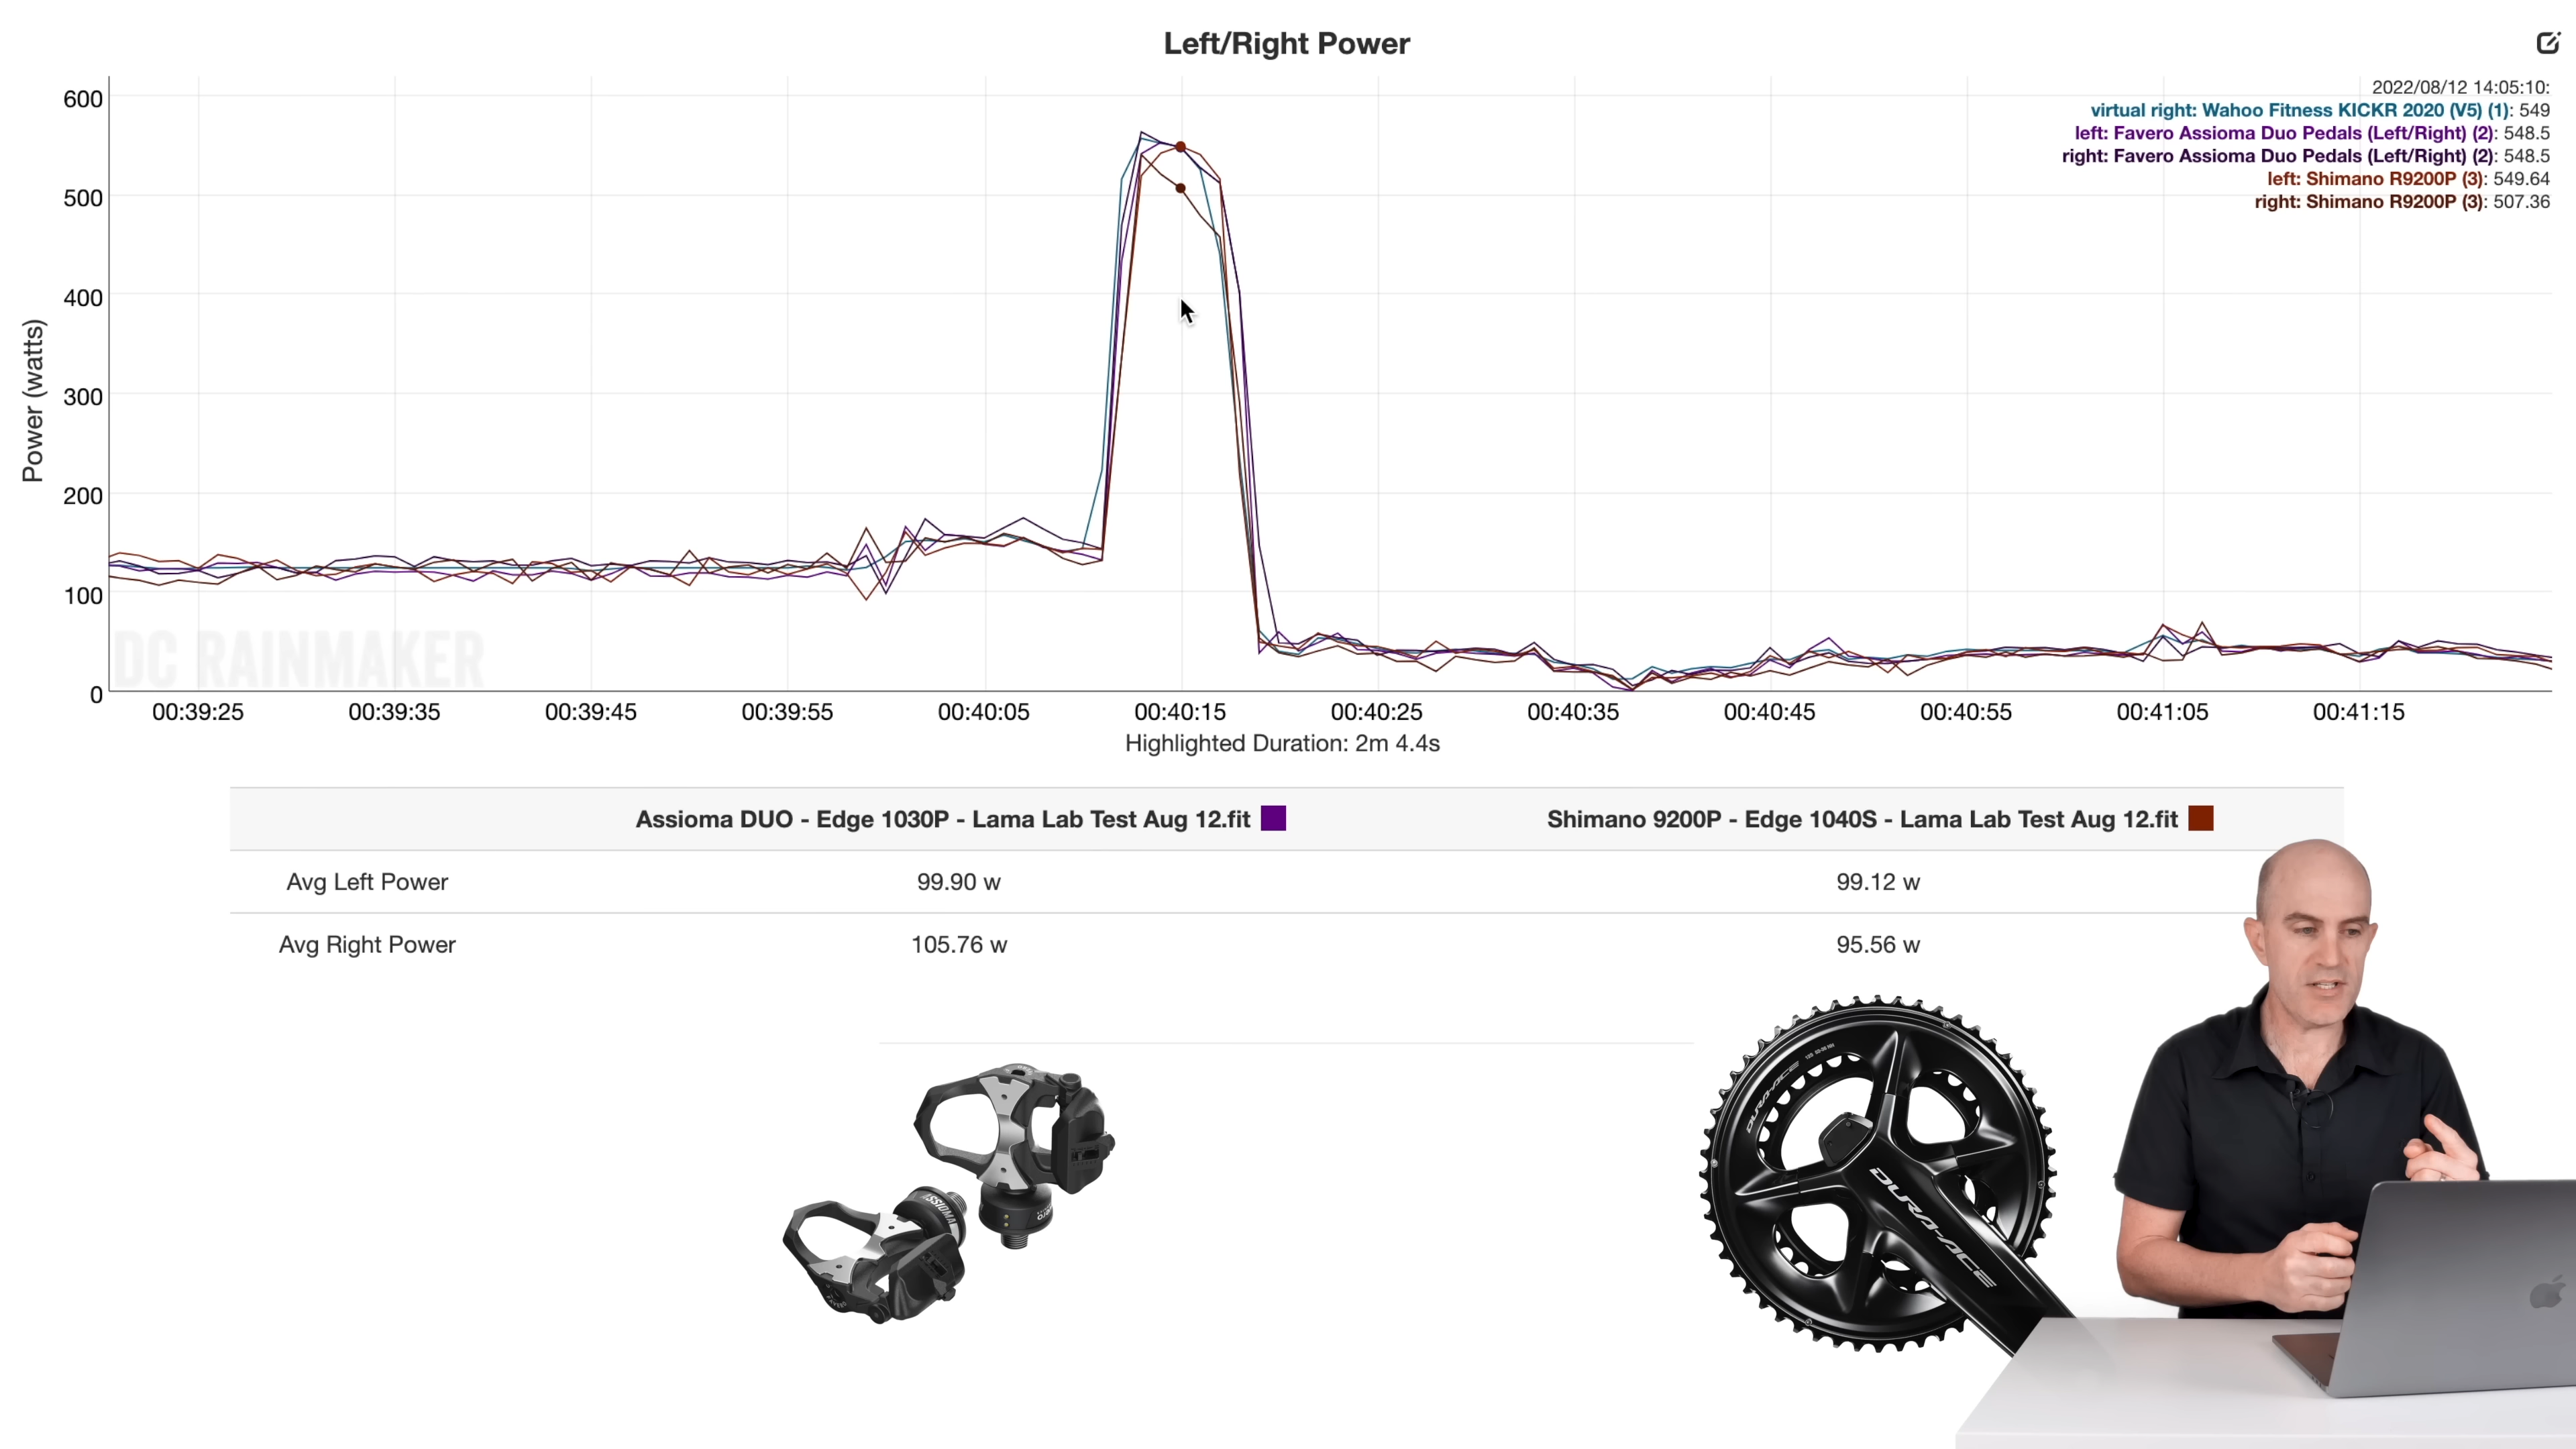 Left/Right Power
2022/08/12 14:05:10:
virtual right: Wahoo Fitness KICKR 2020 (V5) (1): 549
left: Favero Assioma Duo Pedals (Left/Right) (2): 548.5
right: Favero Assioma Duo Pedals (Left/Right) (2): 548.5
left: Shimano R9200P (3): 549.64
right: Shimano R9200P (3): 507.36
Power (watts)
600
500
400
300
200
100
0
DC RAINMAKER
00:39:25 00:39:35 00:39:45 00:39:55 00:40:05 00:40:15 00:40:25 00:40:35 00:40:45 00:40:55 00:41:05 00:41:15
Highlighted Duration: 2m 4.4s
Assioma DUO - Edge 1030P - Lama Lab Test Aug 12.fit Shimano 9200P - Edge 1040S - Lama Lab Test Aug 12.fit
Avg Left Power 99.90 w 99.12 w
Avg Right Power 105.76 w 95.56 w
DURA-ACE
DURA-ACE